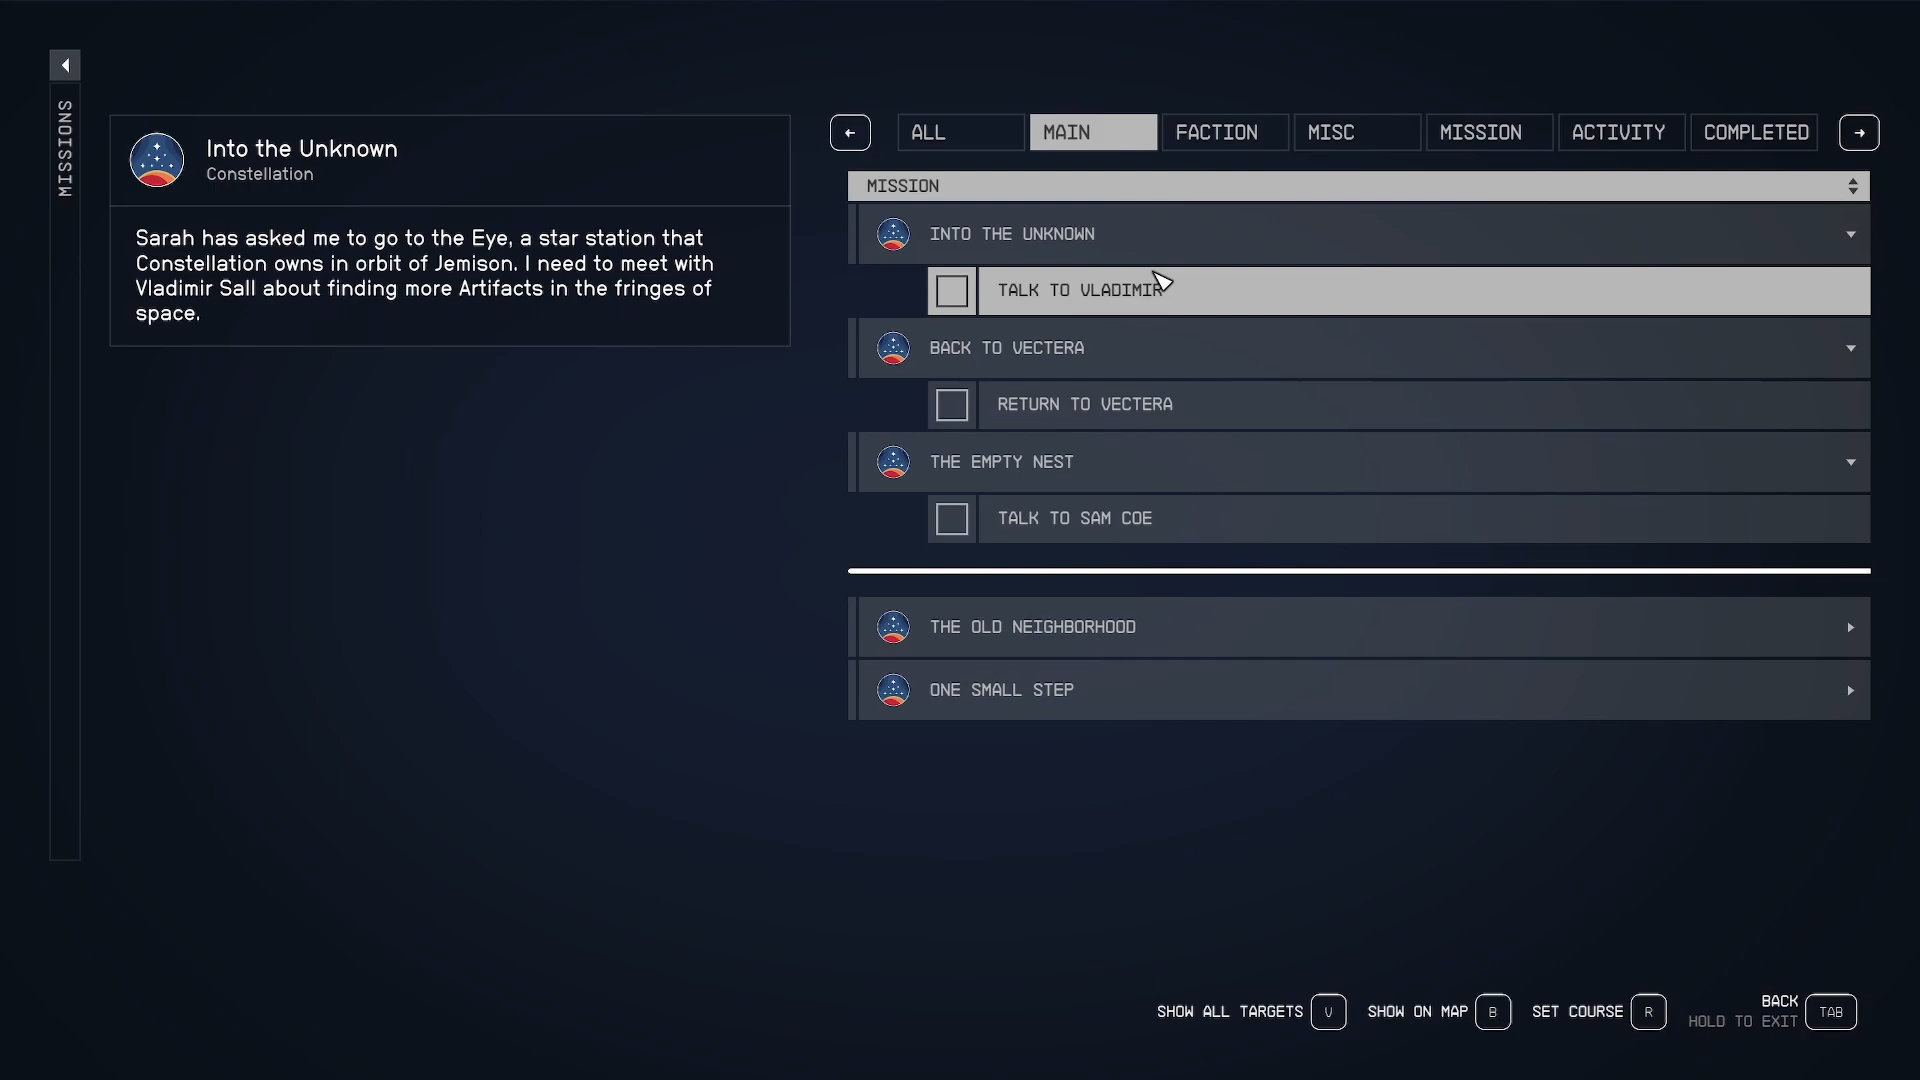 MISSIONS
Into the Unknown
Constellation
Sarah has asked me to go to the Eye, a star station that
Constellation owns in orbit of Jemison. I need to meet with
Vladimir Sall about finding more Artifacts in the fringes of
space.
ALL MAIN FACTION MISC MISSION ACTIVITY COMPLETED
MISSION
INTO THE UNKNOWN
TALK TO VLADIMIR
BACK TO VECTERA
RETURN TO VECTERA
THE EMPTY NEST
TALK TO SAM COE
THE OLD NEIGHBORHOOD
ONE SMALL STEP
SHOW ALL TARGETS V SHOW ON MAP B SET COURSE R BACK TAB
HOLD TO EXIT